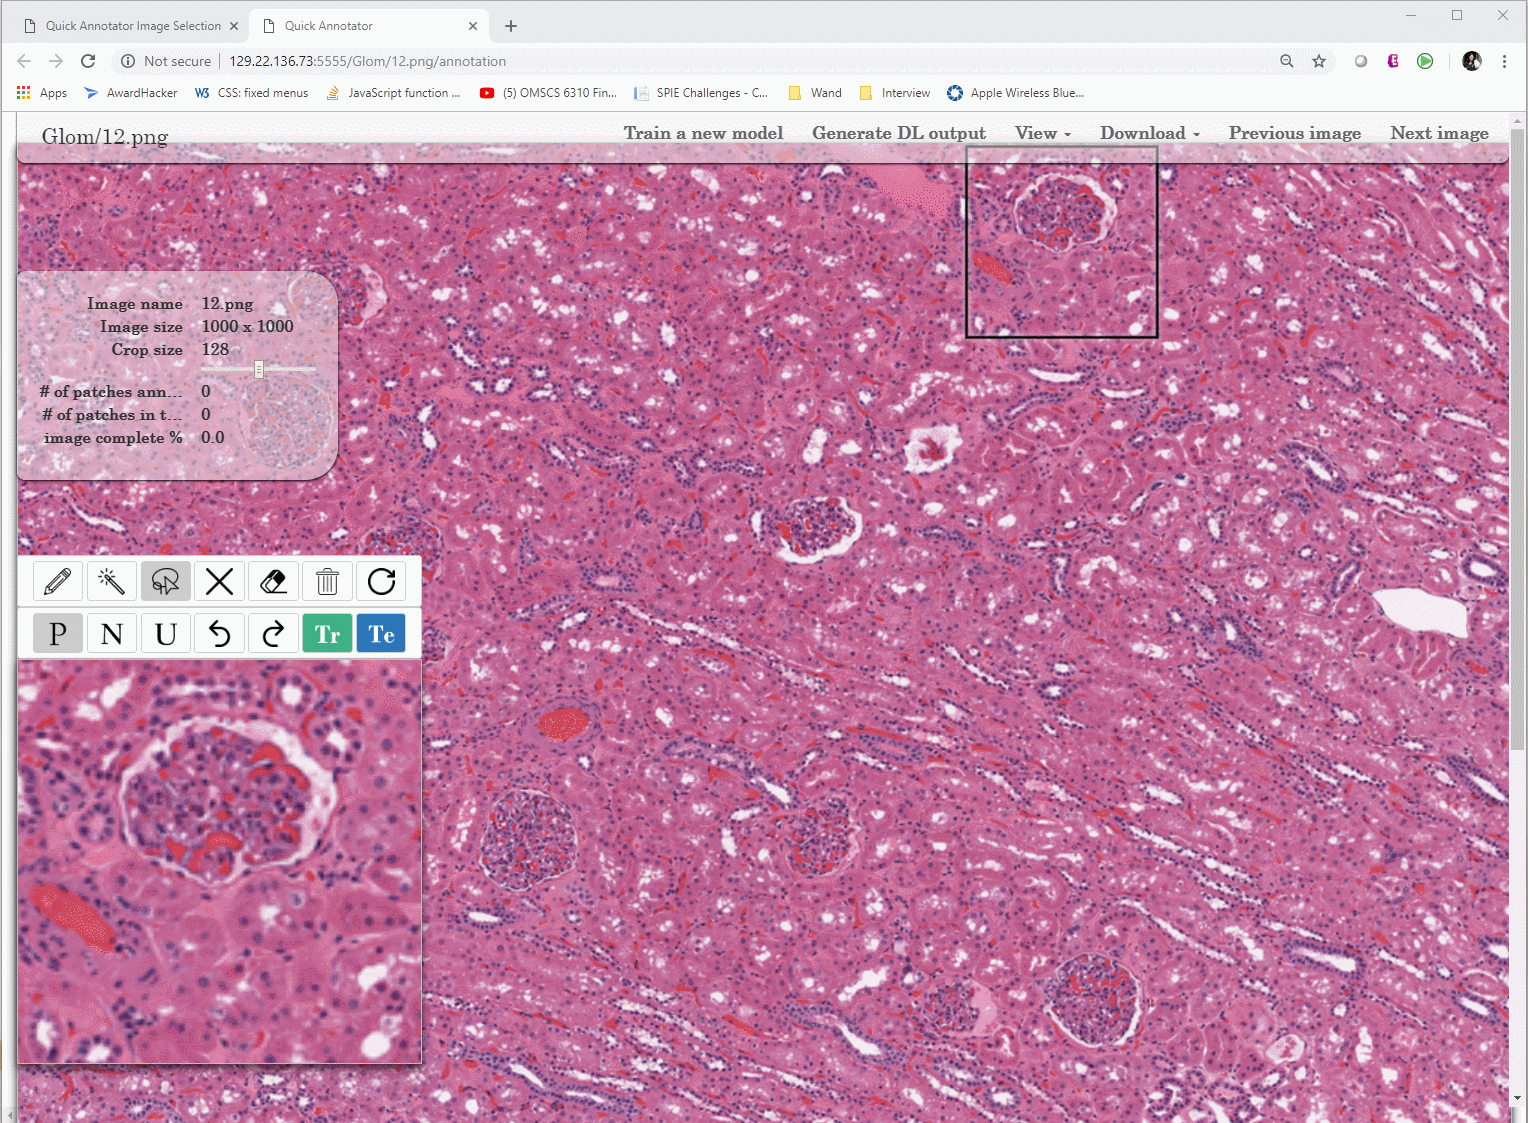 Quick Annotator Image Selection
Quick Annotator
Not secure
129.22.136.73:5555/Glom/12.png/annotation
Apps
AwardHacker
W3 CSS: fixed menus
JavaScript function ...
(5) OMSCS 6310 Fin...
SPIE Challenges - C...
Wand
Interview
Apple Wireless Blue...
Glom/12.png
Train a new model
Generate DL output
View
Download
Previous image
Next image
Image name 12.png
Image size 1000 x 1000
Crop size 128
# of patches ann... 0
# of patches in t... 0
image complete % 0.0
P N U Tr Te